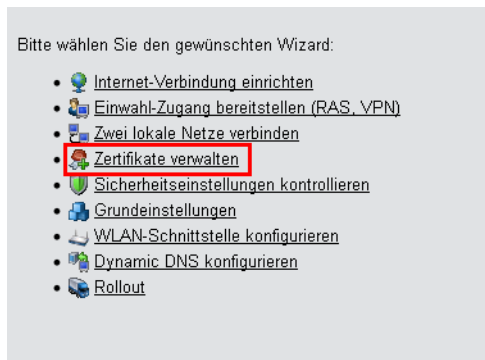 Bitte wählen Sie den gewünschten Wizard:
Internet-Verbindung einrichten
Einwahl-Zugang bereitstellen (RAS, VPN)
Zwei lokale Netze verbinden
Zertifikate verwalten
Sicherheitseinstellungen kontrollieren
Grundeinstellungen
WLAN-Schnittstelle konfigurieren
Dynamic DNS konfigurieren
Rollout